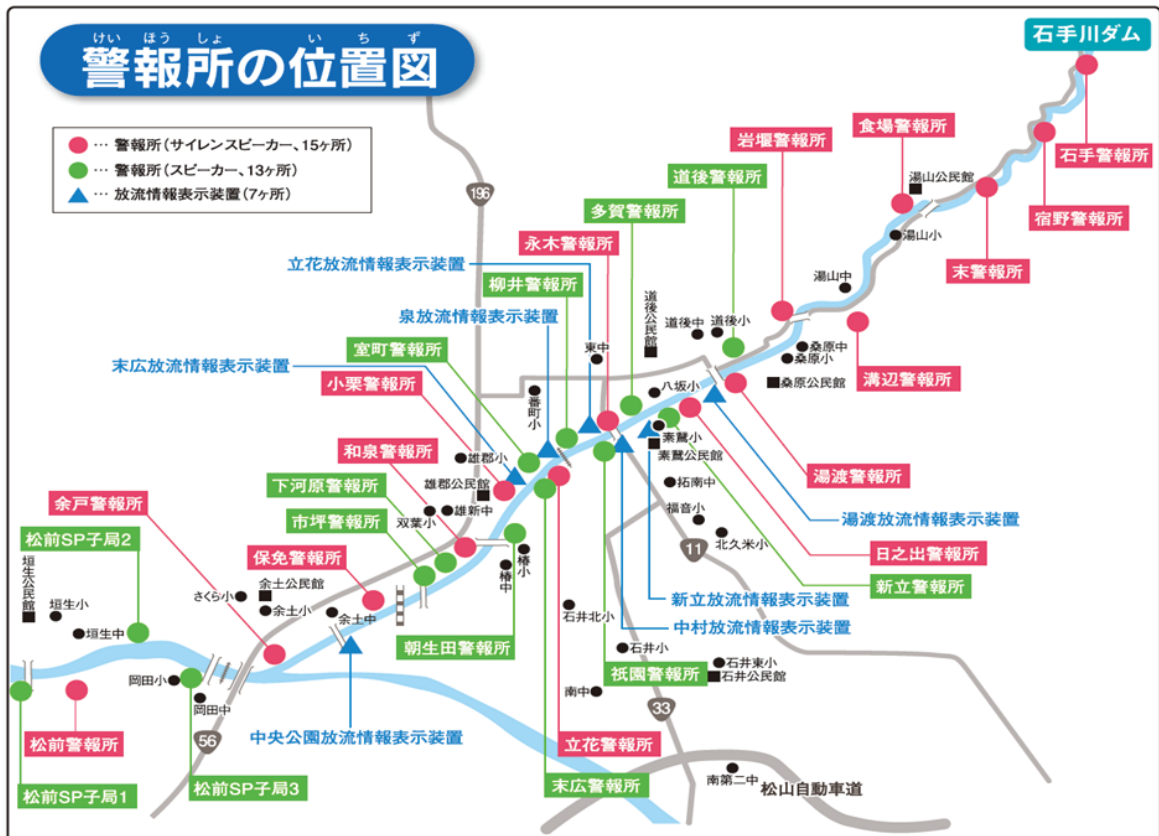 けいほうしょ いちず
警報所の位置図
石手川ダム
● … 警報所(サイレンスピーカー、15ヶ所)
● … 警報所(スピーカー、13ヶ所)
▲ … 放流情報表示装置(7ヶ所)
196
岩堰警報所
食場警報所
石手警報所
湯山公民館
道後警報所
宿野警報所
多賀警報所
湯山小
永木警報所
末警報所
立花放流情報表示装置
柳井警報所
湯山中
道後公民館
道後中
道後小
泉放流情報表示装置
室町警報所
東中
桑原中
桑原小
末広放流情報表示装置
溝辺警報所
小栗警報所
番町小
八坂小
桑原公民館
素鵞小
素鵞公民館
和泉警報所
雄郡小
湯渡警報所
下河原警報所
雄郡公民館
拓南中
余戸警報所
市坪警報所
双葉小
雄新中
福音小
湯渡放流情報表示装置
松前SP子局2
北久米小
保免警報所
椿小
椿中
11
日之出警報所
垣生公民館
余土公民館
新立警報所
垣生小
さくら小
余土小
余土中
石井北小
新立放流情報表示装置
垣生中
中村放流情報表示装置
朝生田警報所
石井小
祇園警報所
石井東小
石井公民館
岡田小
岡田中
南中
33
松前警報所
56
中央公園放流情報表示装置
立花警報所
松前SP子局1
松前SP子局3
末広警報所
南第二中
松山自動車道